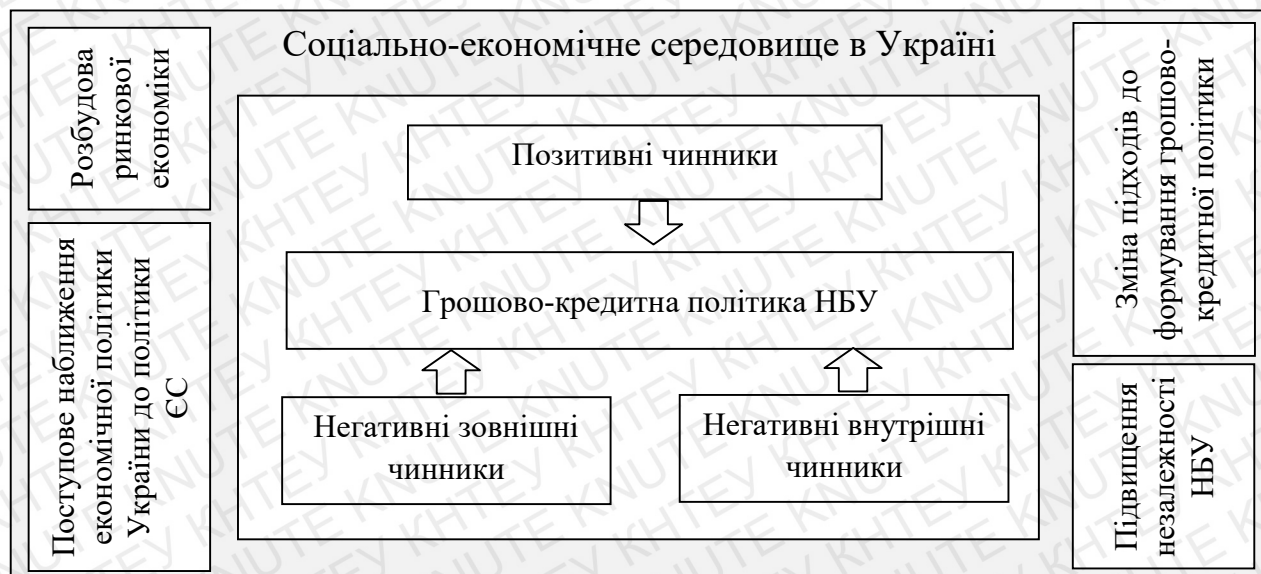 Соціально-економічне середовище в Україні
Розбудова
ринкової
економіки
Поступове наближення
економічної політики
України до політики
ЄС
Позитивні чинники
Грошово-кредитна політика НБУ
Негативні зовнішні
чинники
Негативні внутрішні
чинники
Зміна підходів до
формування грошово-
кредитної політики
Підвищення
незалежності
НБУ